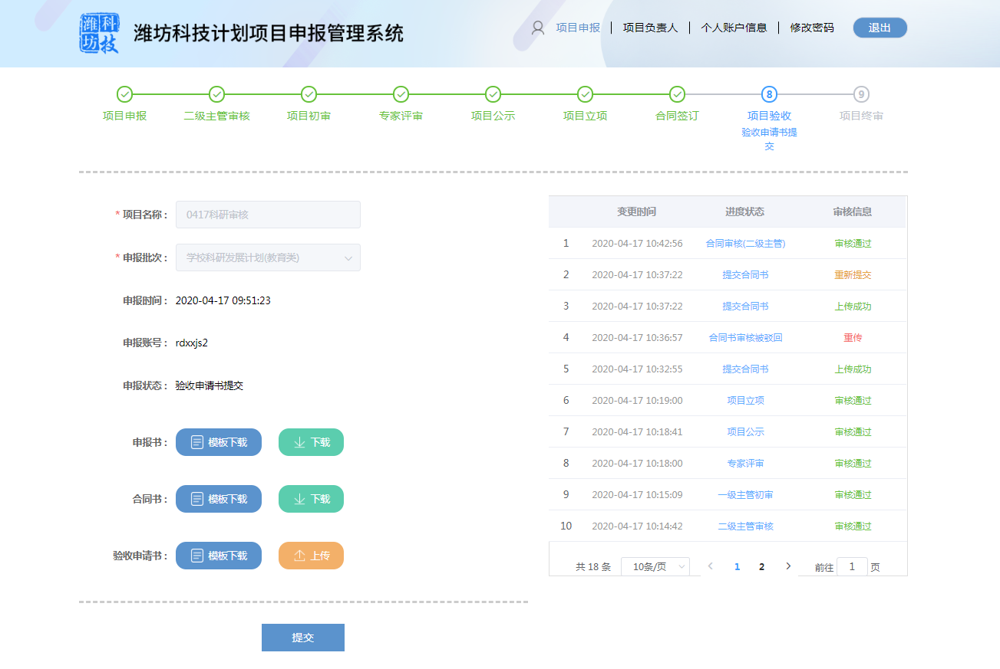 潍科
坊技
潍坊科技计划项目申报管理系统
项目申报 项目负责人 个人账户信息 修改密码 退出
8 9
项目申报 二级主管审核 项目初审 专家评审 项目公示 项目立项 合同签订 项目验收 项目终审
验收申请书提
交
* 项目名称： 0417科研审核
* 申报批次： 学校科研发展计划(教育类)
申报时间： 2020-04-17 09:51:23
申报账号： rdxxjs2
申报状态： 验收申请书提交
申报书： 模板下载 下载
合同书： 模板下载 下载
验收申请书： 模板下载 上传
提交
变更时间 进度状态 审核信息
1 2020-04-17 10:42:56 合同审核(二级主管) 审核通过
2 2020-04-17 10:37:22 提交合同书 重新提交
3 2020-04-17 10:37:22 提交合同书 上传成功
4 2020-04-17 10:36:57 合同书审核被驳回 重传
5 2020-04-17 10:32:55 提交合同书 上传成功
6 2020-04-17 10:19:00 项目立项 审核通过
7 2020-04-17 10:18:41 项目公示 审核通过
8 2020-04-17 10:18:00 专家评审 审核通过
9 2020-04-17 10:15:09 一级主管初审 审核通过
10 2020-04-17 10:14:42 二级主管审核 审核通过
共 18 条 10条/页 1 2 前往 1 页